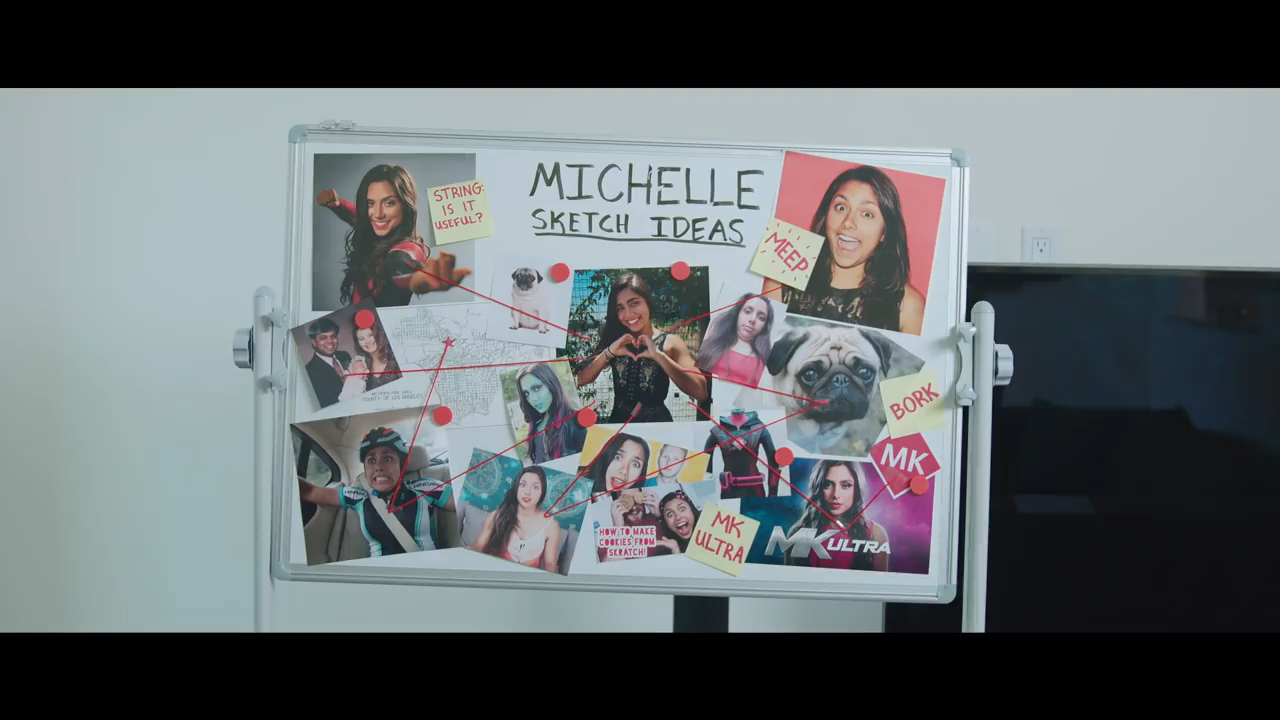 MICHELLE
SKETCH IDEAS
STRING:
IS IT
USEFUL?
MEEP
COUNTY OF LOS ANGELES
BORK
MK
HOW TO MAKE
COOKIES FROM
SKRATCH!
MK
ULTRA
MK ULTRA